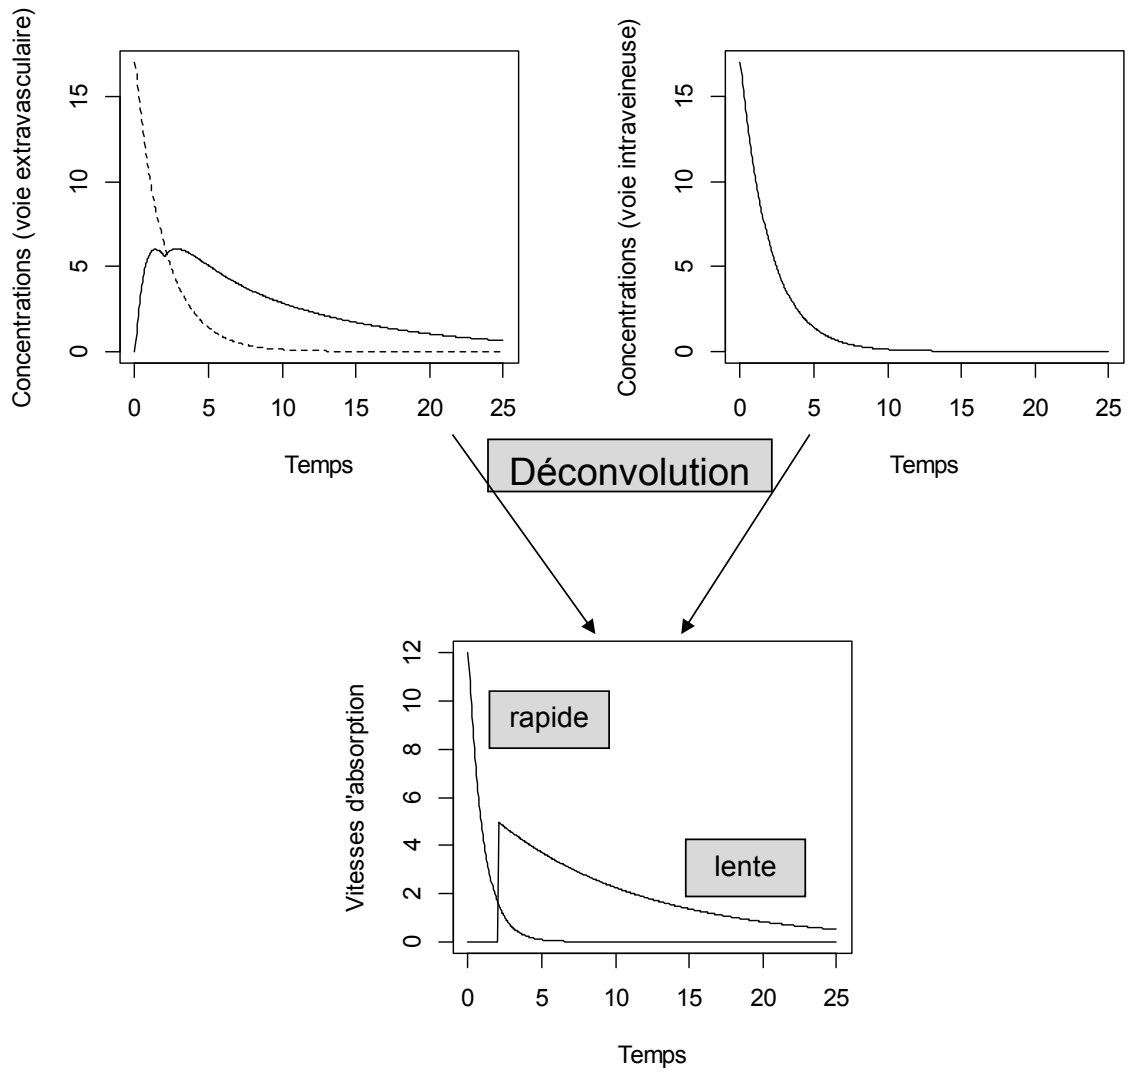 Concentrations (voie extravasculaire)
15
10
5
0
0 5 10 15 20 25
Temps
Concentrations (voie intraveineuse)
15
10
5
0
0 5 10 15 20 25
Temps
Déconvolution
Vitesses d'absorption
12
10
8
6
4
2
0
rapide
lente
0 5 10 15 20 25
Temps